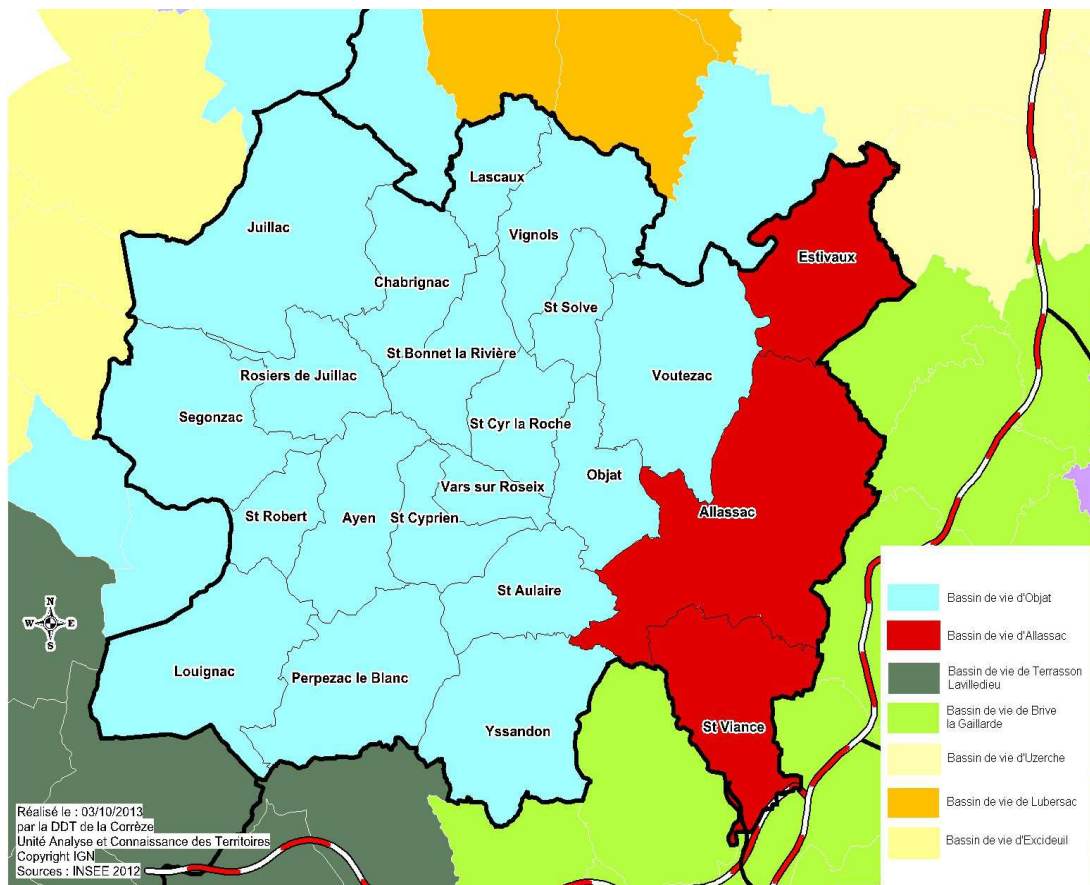 Lascaux
Juillac
Vignols
Estivaux
Chabrignac
St Solve
St Bonnet la Rivière
Rosiers de Juillac
Voutezac
Segonzac
St Cyr la Roche
Objat
Vars sur Roseix
St Robert
Ayen
St Cyprien
Allassac
St Aulaire
N
W E
S
Louignac
Perpezac le Blanc
Yssandon
St Viance
Bassin de vie d'Objat
Bassin de vie d'Allassac
Bassin de vie de Terrasson
Lavilledieu
Bassin de vie de Brive
la Gaillarde
Bassin de vie d'Uzerche
Bassin de vie de Lubersac
Bassin de vie d'Excideuil
Réalisé le : 03/10/2013
par la DDT de la Corrèze
Unité Analyse et Connaissance des Territoires
Copyright IGN
Sources : INSEE 2012